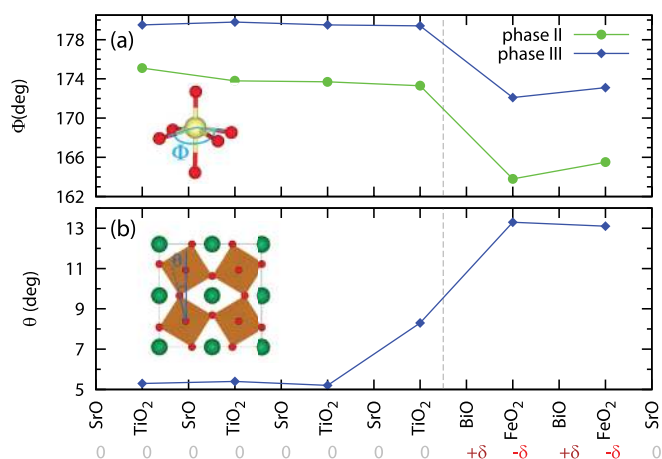 178
174
170
166
162
Φ(deg)
(a)
phase II
phase III
Φ
13
11
9
7
5
θ (deg)
(b)
θ
SrO
TiO2
SrO
TiO2
SrO
TiO2
SrO
TiO2
BiO
FeO2
BiO
FeO2
SrO
0 0 0 0 0 0 0 0 +δ -δ +δ -δ 0